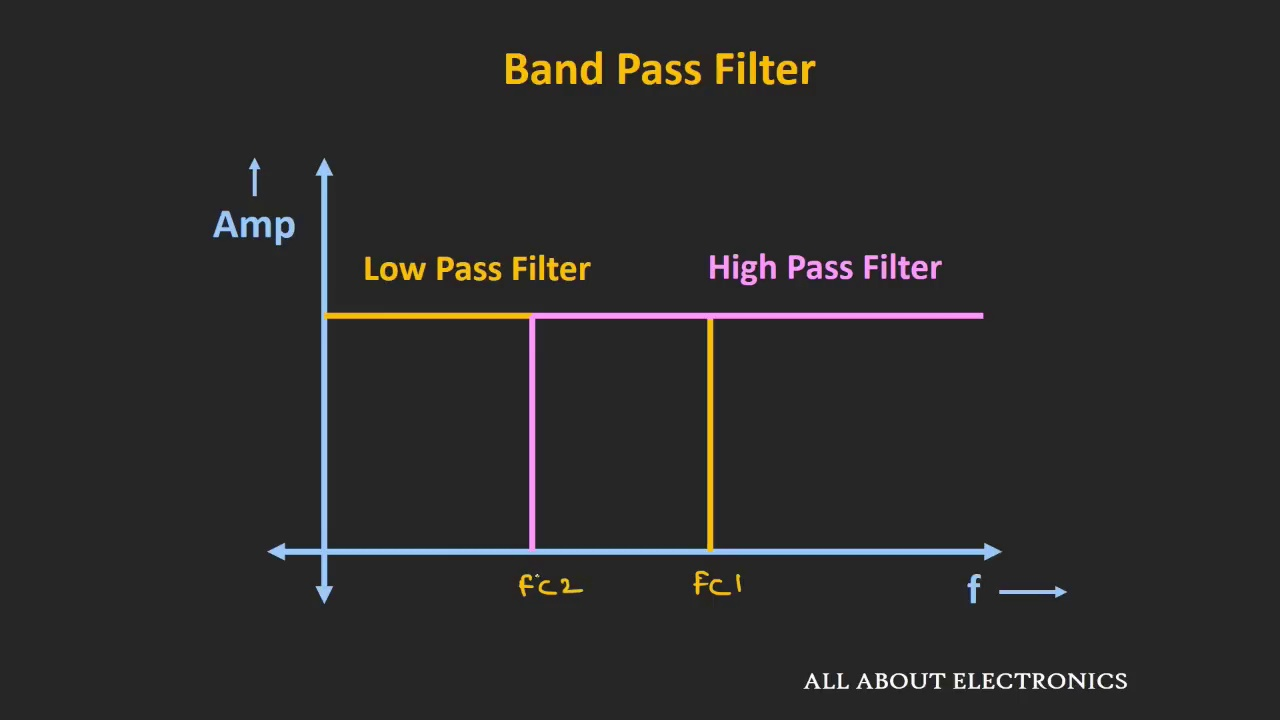 Band Pass Filter
Amp
Low Pass Filter
High Pass Filter
fc2
fc1
f
ALL ABOUT ELECTRONICS